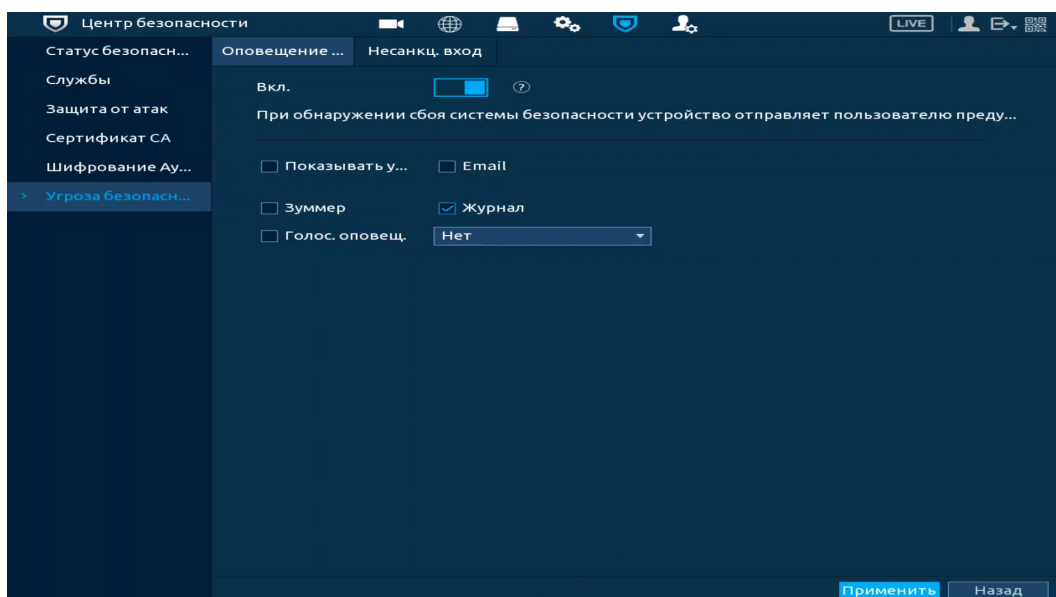 Центр безопасности
LIVE
Статус безопасн...
Оповещение ...
Несанкц. вход
Службы
Вкл.
Защита от атак
При обнаружении сбоя системы безопасности устройство отправляет пользователю преду...
Сертификат CA
Шифрование Ау...
Показывать у...
Email
> Угроза безопасн...
Зуммер
Журнал
Голос. оповещ.
Нет
Применить
Назад